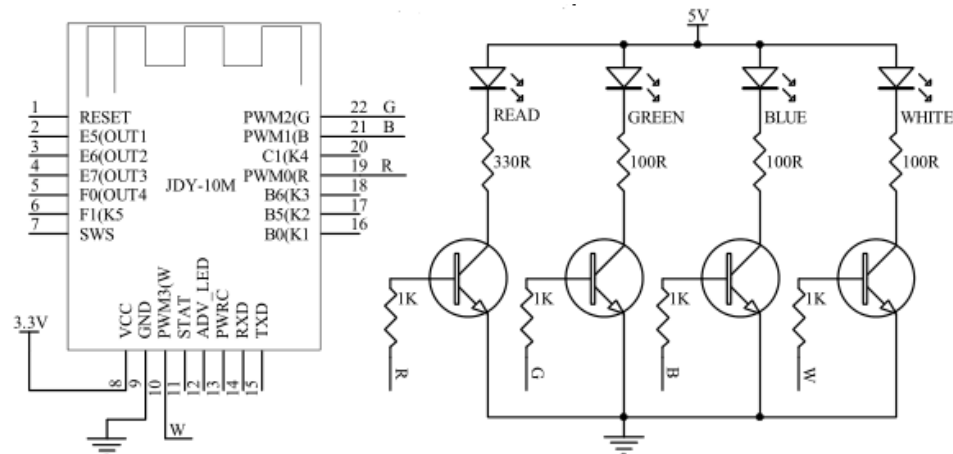 5V
1 RESET
2 E5(OUT1
3 E6(OUT2
4 E7(OUT3
5 F0(OUT4
6 F1(K5
7 SWS
JDY-10M
PWM2(G 22 G
PWM1(B 21 B
C1(K4 20
PWM0(R 19 R
B6(K3 18
B5(K2 17
B0(K1 16
3.3V
VCC
GND
PWM3(W
STAT
ADV_LED
PWRC
RXD
TXD
8 9 10 11 12 13 14 15
W
READ GREEN BLUE WHITE
330R 100R 100R 100R
1K 1K 1K 1K
R G B W